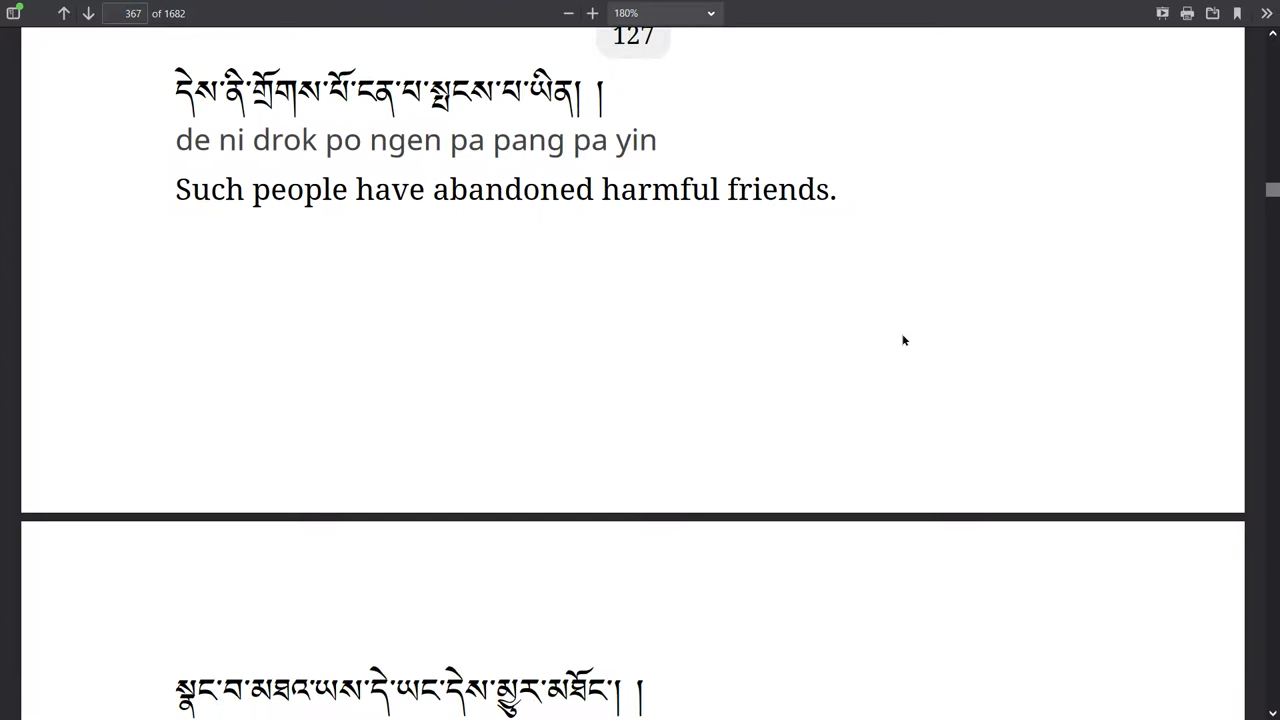 367 of 1682
180%
127
དེས་ནི་གྲོགས་པོ་ངན་པ་སྤངས་པ་ཡིན། །
de ni drok po ngen pa pang pa yin
Such people have abandoned harmful friends.
སྣང་བ་མཐའ་ཡས་དེ་ཡང་དེས་མྱུར་མཐོང་། །